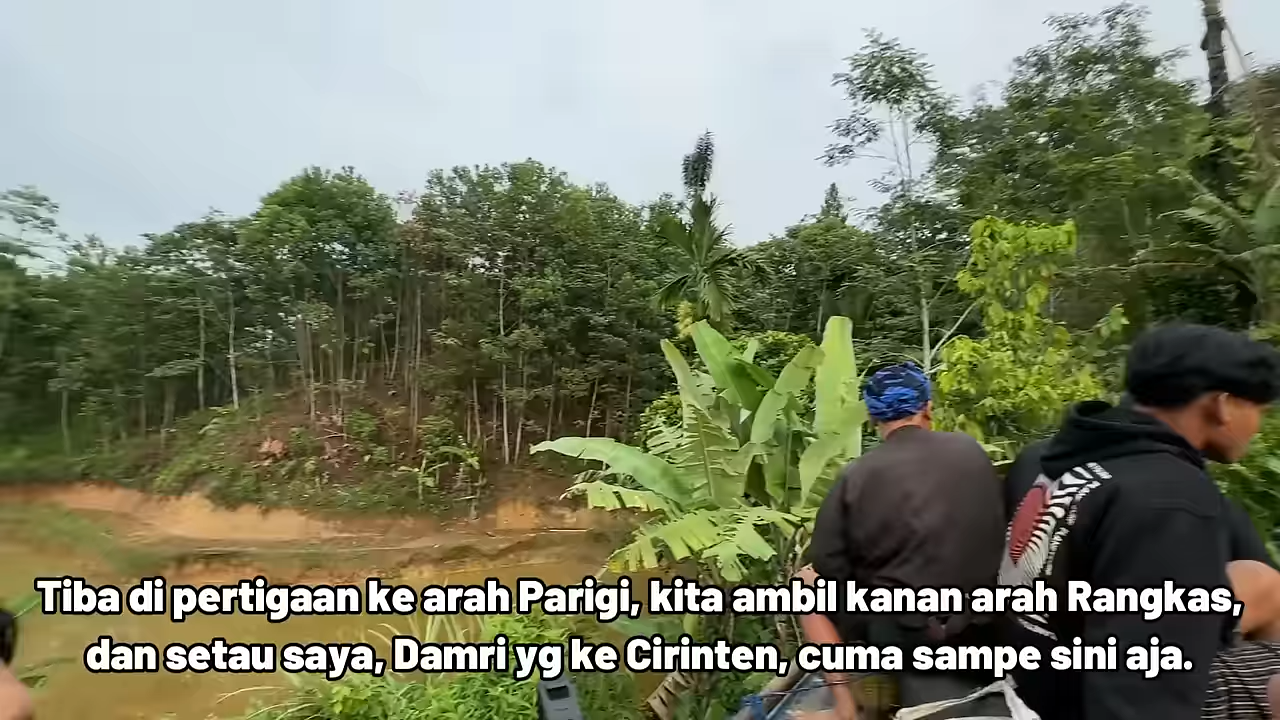 Tiba di pertigaan ke arah Parigi, kita ambil kanan arah Rangkas,
dan setau saya, Damri yg ke Cirinten, cuma sampe sini aja.